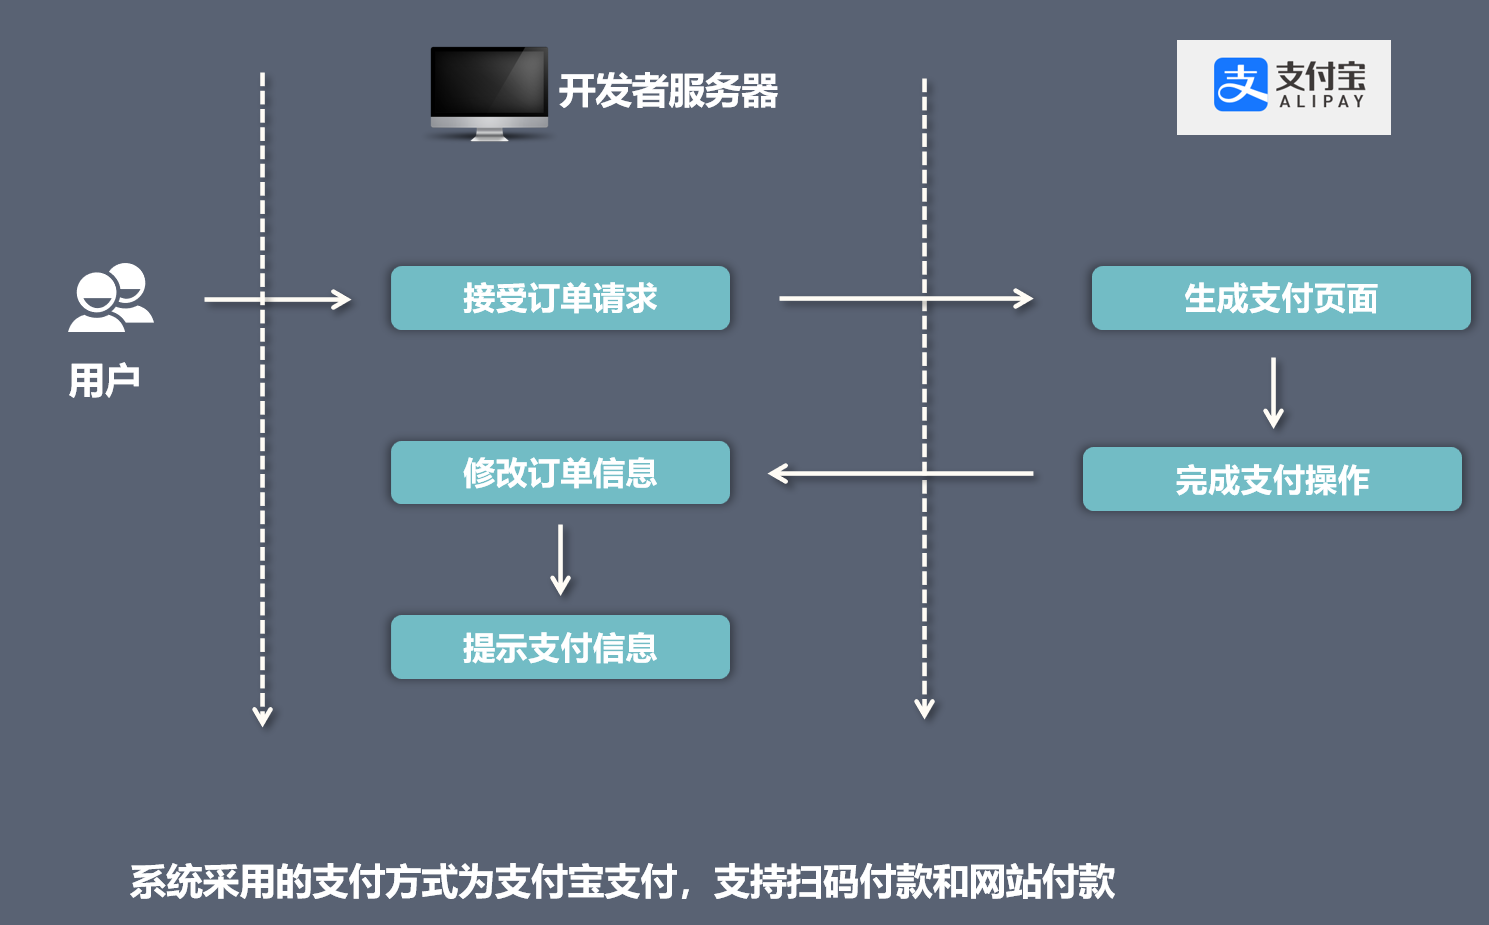 开发者服务器
支付宝
ALIPAY
用户
接受订单请求
生成支付页面
修改订单信息
完成支付操作
提示支付信息
系统采用的支付方式为支付宝支付，支持扫码付款和网站付款